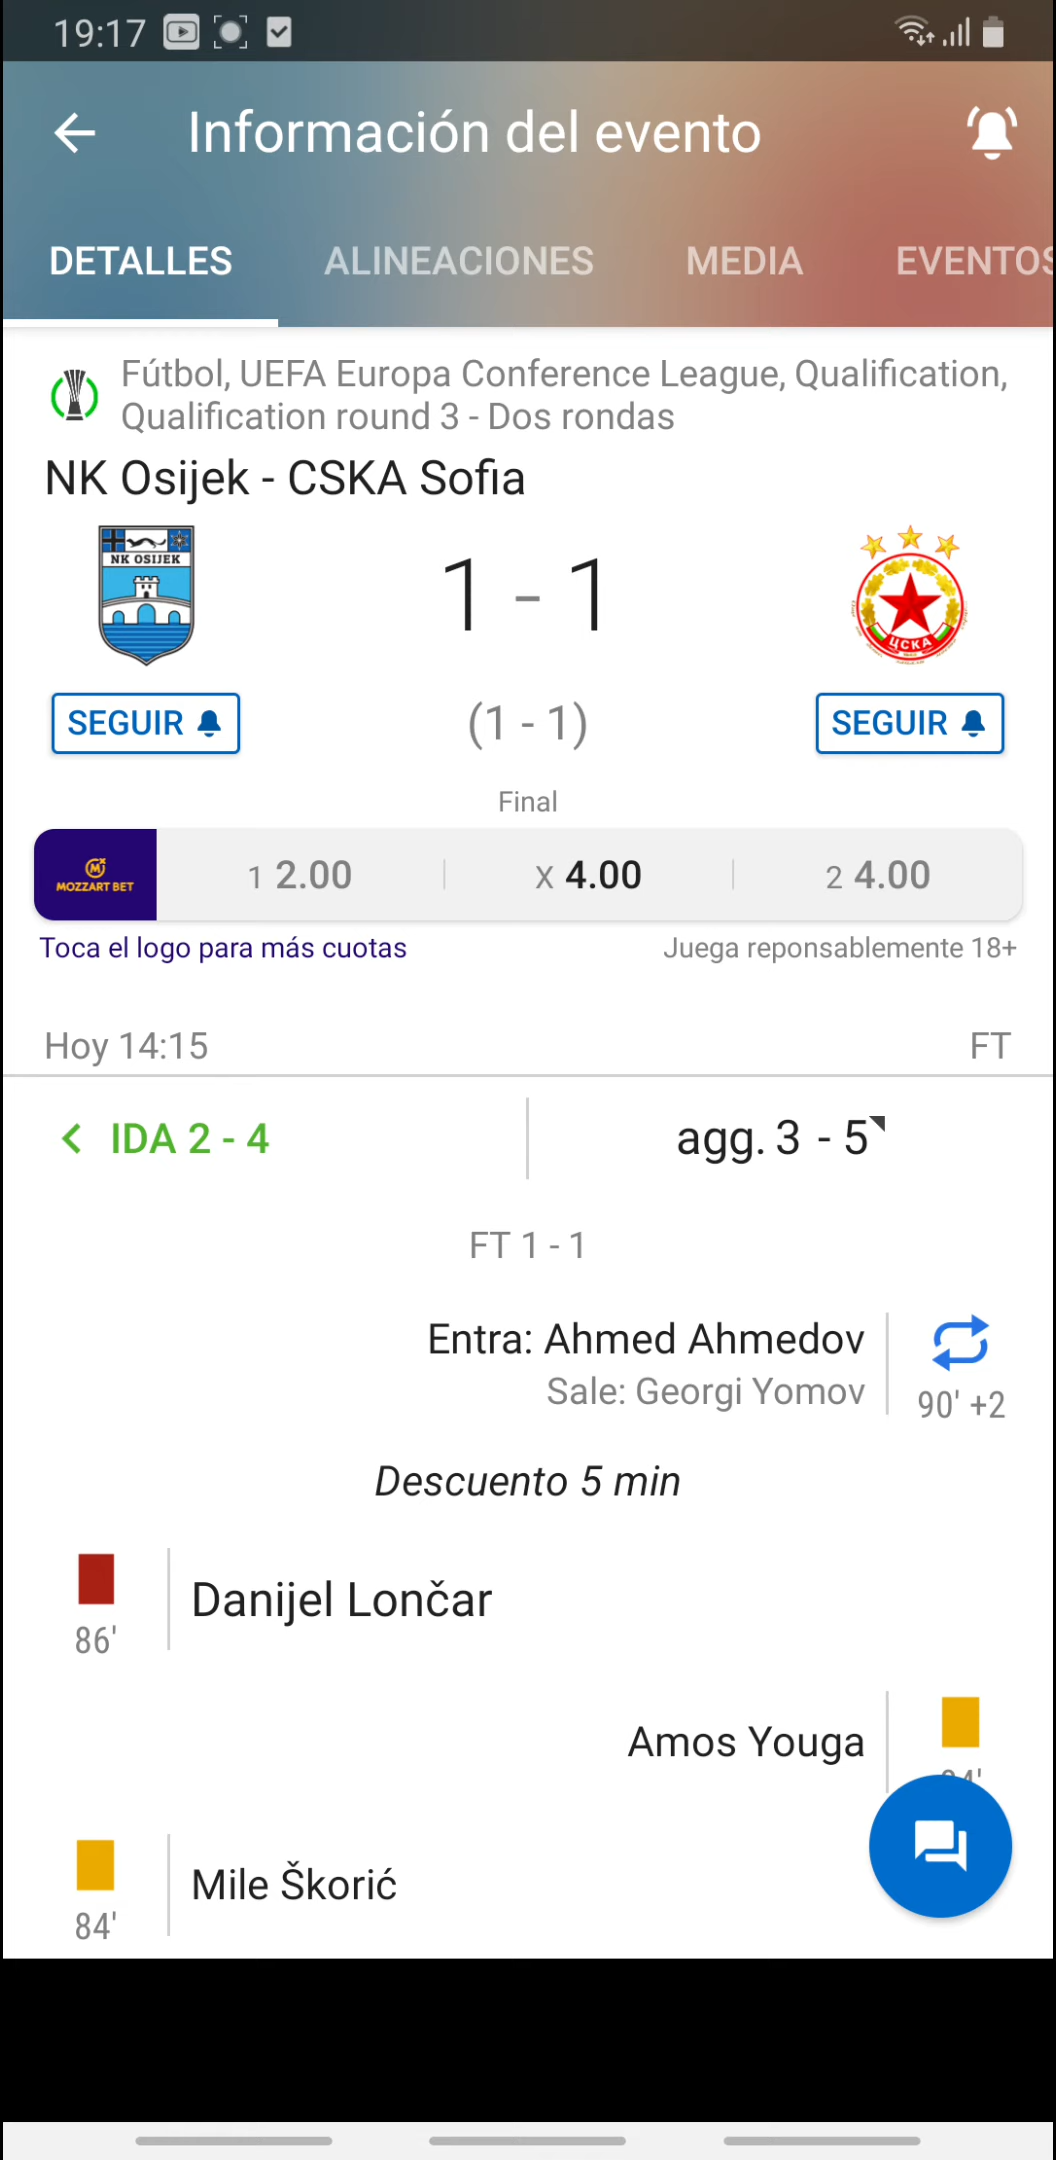 19:17
Información del evento
DETALLES ALINEACIONES MEDIA EVENTOS
Fútbol, UEFA Europa Conference League, Qualification,
Qualification round 3 - Dos rondas
NK Osijek - CSKA Sofia
NK OSIJEK
1 - 1
ЦСКА
SEGUIR (1 - 1) SEGUIR
Final
MOZZART BET 1 2.00 X 4.00 2 4.00
Toca el logo para más cuotas Juega reponsablemente 18+
Hoy 14:15 FT
IDA 2 - 4 agg. 3 - 5
FT 1 - 1
Entra: Ahmed Ahmedov
Sale: Georgi Yomov 90' +2
Descuento 5 min
Danijel Lončar
86'
Amos Youga
Mile Škorić
84'